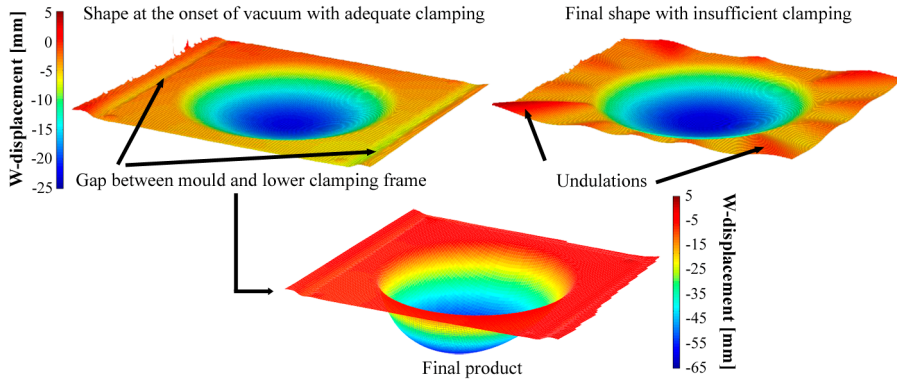 Shape at the onset of vacuum with adequate clamping
Final shape with insufficient clamping
W-displacement [mm]
5
0
-5
-10
-15
-20
-25
Gap between mould and lower clamping frame
Undulations
5
-5
-15
-25
-35
-45
-55
-65
W-displacement [mm]
Final product